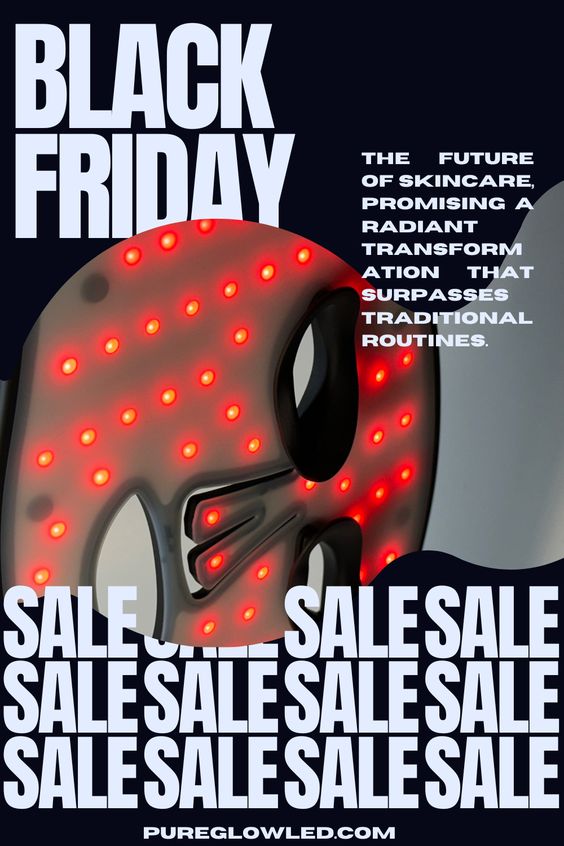 BLACK
FRIDAY
THE FUTURE
OF SKINCARE,
PROMISING A
RADIANT
TRANSFORM
ATION THAT
SURPASSES
TRADITIONAL
ROUTINES.
SALE SALE SALE SALE
SALE SALE SALE SALE
SALE SALE SALE SALE
PUREGLOWLED.COM